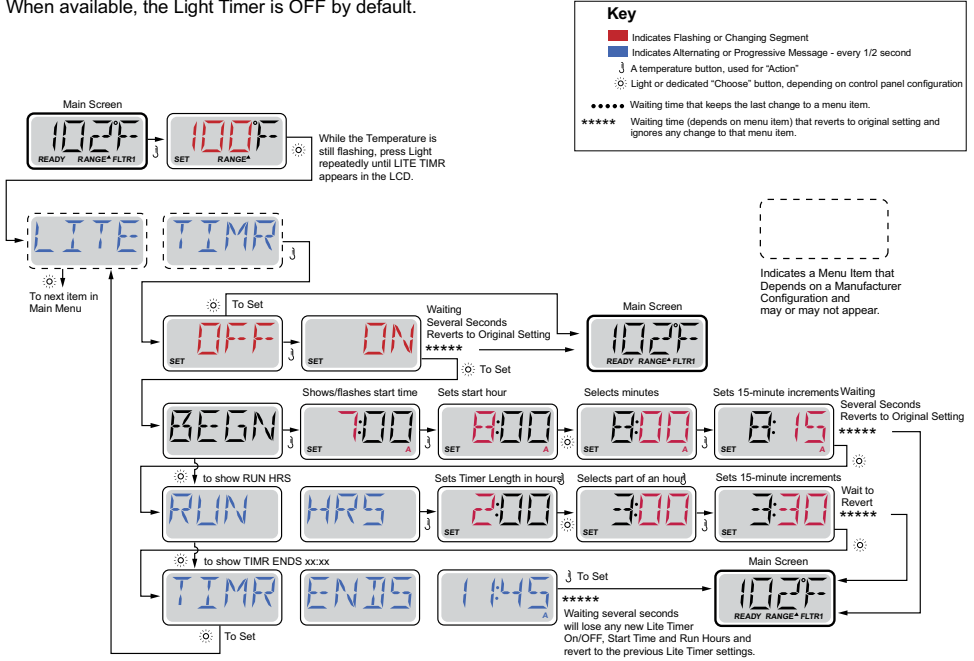 When available, the Light Timer is OFF by default.
Key
Indicates Flashing or Changing Segment
Indicates Alternating or Progressive Message - every 1/2 second
A temperature button, used for “Action”
Light or dedicated “Choose” button, depending on control panel configuration
••••• Waiting time that keeps the last change to a menu item.
***** Waiting time (depends on menu item) that reverts to original setting and
ignores any change to that menu item.
Main Screen
102°F
READY RANGE FLTR1
100°F
SET RANGE
While the Temperature is
still flashing, press Light
repeatedly until LITE TIMR
appears in the LCD.
LITE TIMR
To next item in
Main Menu
Indicates a Menu Item that
Depends on a Manufacturer
Configuration and
may or may not appear.
To Set
OFF
SET
ON
SET
Waiting
Several Seconds
Reverts to Original Setting
*****
To Set
Main Screen
102°F
READY RANGE FLTR1
BEGN
Shows/flashes start time
7:00
SET A
Sets start hour
8:00
SET A
Selects minutes
8:00
SET A
Sets 15-minute increments
8:15
SET A
Waiting
Several Seconds
Reverts to Original Setting
*****
to show RUN HRS
RUN HRS
Sets Timer Length in hours
2:00
SET
Selects part of an hour
3:00
SET
Sets 15-minute increments
3:30
SET
Wait to
Revert
*****
to show TIMR ENDS xx:xx
TIMR ENDS 11:45
A
To Set
To Set
*****
Waiting several seconds
will lose any new Lite Timer
On/OFF, Start Time and Run Hours and
revert to the previous Lite Timer settings.
Main Screen
102°F
READY RANGE FLTR1